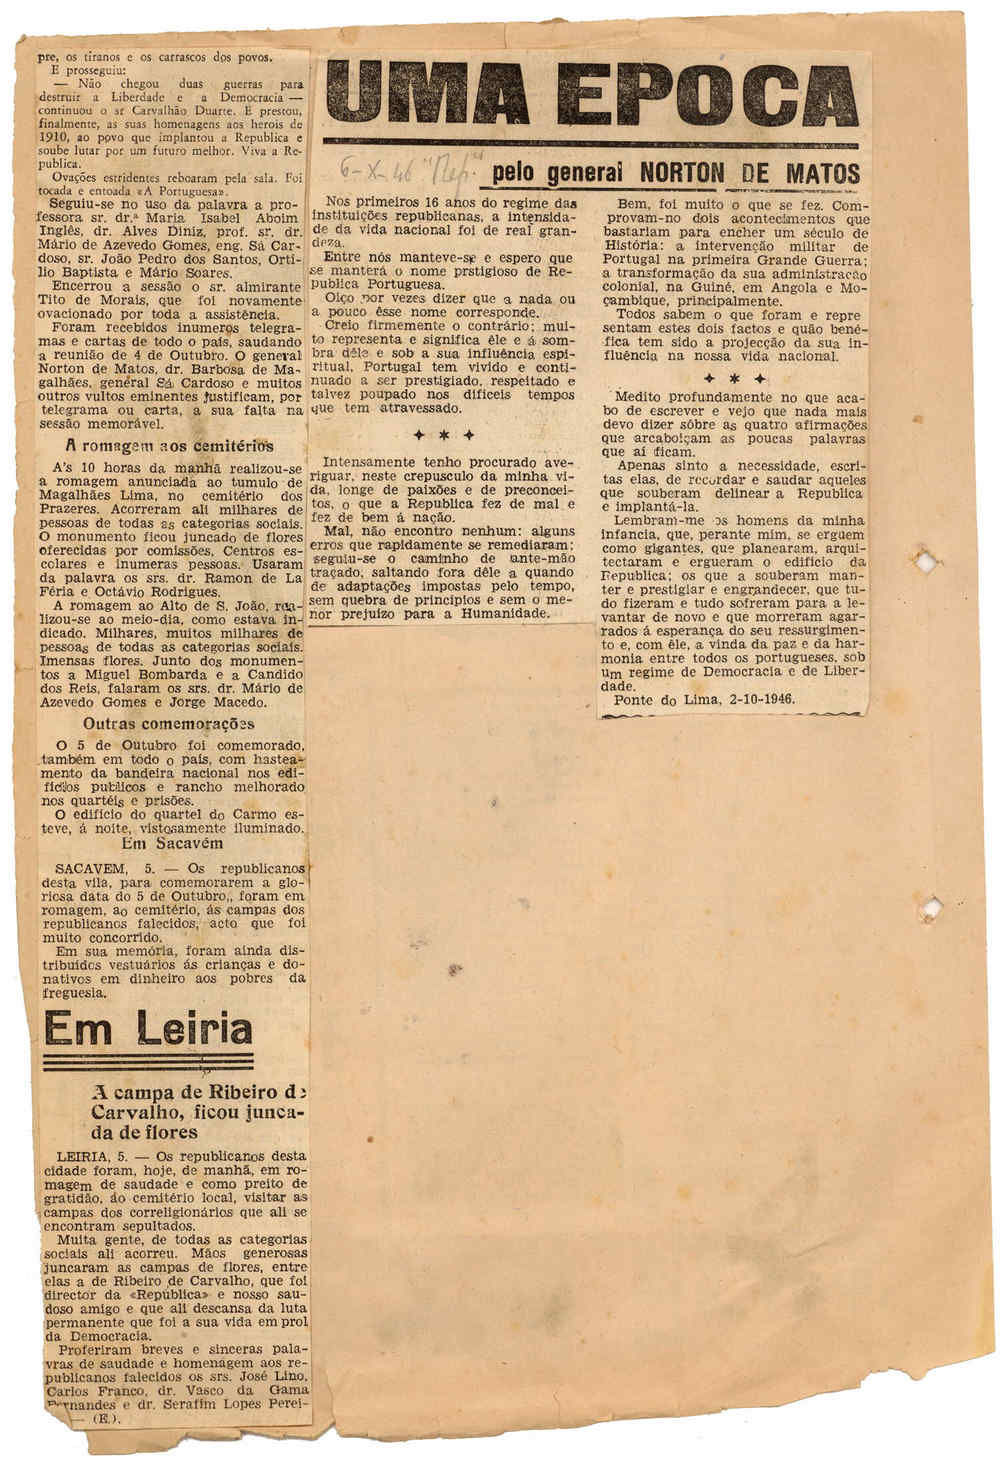 pre, os tiranos e os carrascos dos povos.
E prosseguiu:
— Não chegou duas guerras para
destruir a Liberdade e a Democracia —
continuou o sr Carvalhão Duarte. E prestou,
finalmente, as suas homenagens aos herois de
1910, ao povo que implantou a Republica e
soube lutar por um futuro melhor. Viva a Re-
publica.
Ovações estridentes reboaram pela sala. Foi
tocada e entoada «A Portuguesa».
Seguiu-se no uso da palavra a pro-
fessora sr. dr.ª Maria Isabel Aboim
Inglês, dr. Alves Diniz, prof. sr. dr.
Mário de Azevedo Gomes, eng. Sá Car-
doso, sr. João Pedro dos Santos, Ortí-
lio Baptista e Mário Soares.
Encerrou a sessão o sr. almirante
Tito de Morais, que foi novamente
ovacionado por toda a assistência.
Foram recebidos inumeros telegra-
mas e cartas de todo o país, saudando
a reunião de 4 de Outubro. O general
Norton de Matos, dr. Barbosa de Ma-
galhães, general Sá Cardoso e muitos
outros vultos eminentes justificam, por
telegrama ou carta, a sua falta na
sessão memorável.
A romagem aos cemitérios
A's 10 horas da manhã realizou-se
a romagem anunciada ao tumulo de
Magalhães Lima, no cemitério dos
Prazeres. Acorreram ali milhares de
pessoas de todas as categorias sociais.
O monumento ficou juncado de flores
oferecidas por comissões, Centros es-
colares e inumeras pessoas. Usaram
da palavra os srs. dr. Ramon de La
Féria e Octávio Rodrigues.
A romagem ao Alto de S. João, rea-
lizou-se ao meio-dia, como estava in-
dicado. Milhares, muitos milhares de
pessoas de todas as categorias sociais.
Imensas flores. Junto dos monumen-
tos a Miguel Bombarda e a Candido
dos Reis, falaram os srs. dr. Mário de
Azevedo Gomes e Jorge Macedo.
Outras comemorações
O 5 de Outubro foi comemorado,
também em todo o país, com hastea-
mento da bandeira nacional nos edi-
ficios publicos e rancho melhorado
nos quartéis e prisões.
O edificio do quartel do Carmo es-
teve, á noite, vistosamente iluminado.
Em Sacavém
SACAVEM, 5. — Os republicanos
desta vila, para comemorarem a glo-
riosa data do 5 de Outubro,, foram em
romagem, ao cemitério, ás campas dos
republicanos falecidos, acto que foi
muito concorrido.
Em sua memória, foram ainda dis-
tribuídos vestuários ás crianças e do-
nativos em dinheiro aos pobres da
freguesia.
Em Leiria
A campa de Ribeiro de
Carvalho, ficou junca-
da de flores
LEIRIA, 5. — Os republicanos desta
cidade foram, hoje, de manhã, em ro-
magem de saudade e como preito de
gratidão, ao cemitério local, visitar as
campas dos correligionários que ali se
encontram sepultados.
Muita gente, de todas as categorias
sociais ali acorreu. Mãos generosas
juncaram as campas de flores, entre
elas a de Ribeiro de Carvalho, que foi
director da «República» e nosso sau-
doso amigo e que ali descansa da luta
permanente que foi a sua vida em prol
da Democracia.
Proferiram breves e sinceras pala-
vras de saudade e homenagem aos re-
publicanos falecidos os srs. José Lino,
Carlos Franco, dr. Vasco da Gama
Fernandes e dr. Serafim Lopes Perei-
— (E.).
UMA EPOCA
6-X-46 "Rep."
pelo general NORTON DE MATOS
Nos primeiros 16 anos do regime das
instituições republicanas, a intensida-
de da vida nacional foi de real gran-
deza.
Entre nós manteve-se e espero que
se manterá o nome prstigioso de Re-
publica Portuguesa.
Oiço por vezes dizer que a nada ou
a pouco êsse nome corresponde.
Creio firmemente o contrário; mui-
to representa e significa êle e á som-
bra dêle e sob a sua influência espi-
ritual, Portugal tem vivido e conti-
nuado a ser prestigiado, respeitado e
talvez poupado nos difíceis tempos
que tem atravessado.
✦ * ✦
Intensamente tenho procurado ave-
riguar, neste crepusculo da minha vi-
da, longe de paixões e de preconcei-
tos, o que a Republica fez de mal e
fez de bem á nação.
Mal, não encontro nenhum: alguns
erros que rapidamente se remediaram;
seguiu-se o caminho de ante-mão
traçado, saltando fora dêle a quando
de adaptações impostas pelo tempo,
sem quebra de princípios e sem o me-
nor prejuizo para a Humanidade.
Bem, foi muito o que se fez. Com-
provam-no dois acontecimentos que
bastariam para encher um século de
História: a intervenção militar de
Portugal na primeira Grande Guerra;
a transformação da sua administracão
colonial, na Guiné, em Angola e Mo-
çambique, principalmente.
Todos sabem o que foram e repre
sentam estes dois factos e quão bené-
fica tem sido a projecção da sua in-
fluência na nossa vida nacional.
✦ * ✦
Medito profundamente no que aca-
bo de escrever e vejo que nada mais
devo dizer sôbre as quatro afirmações
que arcaboiçam as poucas palavras
que aí ficam.
Apenas sinto a necessidade, escri-
tas elas, de recordar e saudar aqueles
que souberam delinear a Republica
e implantá-la.
Lembram-me os homens da minha
infancia, que, perante mim, se erguem
como gigantes, que planearam, arqui-
tectaram e ergueram o edificio da
Republica; os que a souberam man-
ter e prestigiar e engrandecer, que tu-
do fizeram e tudo sofreram para a le-
vantar de novo e que morreram agar-
rados á esperança do seu ressurgimen-
to e, com êle, a vinda da paz e da har-
monia entre todos os portugueses, sob
um regime de Democracia e de Liber-
dade.
Ponte do Lima, 2-10-1946.